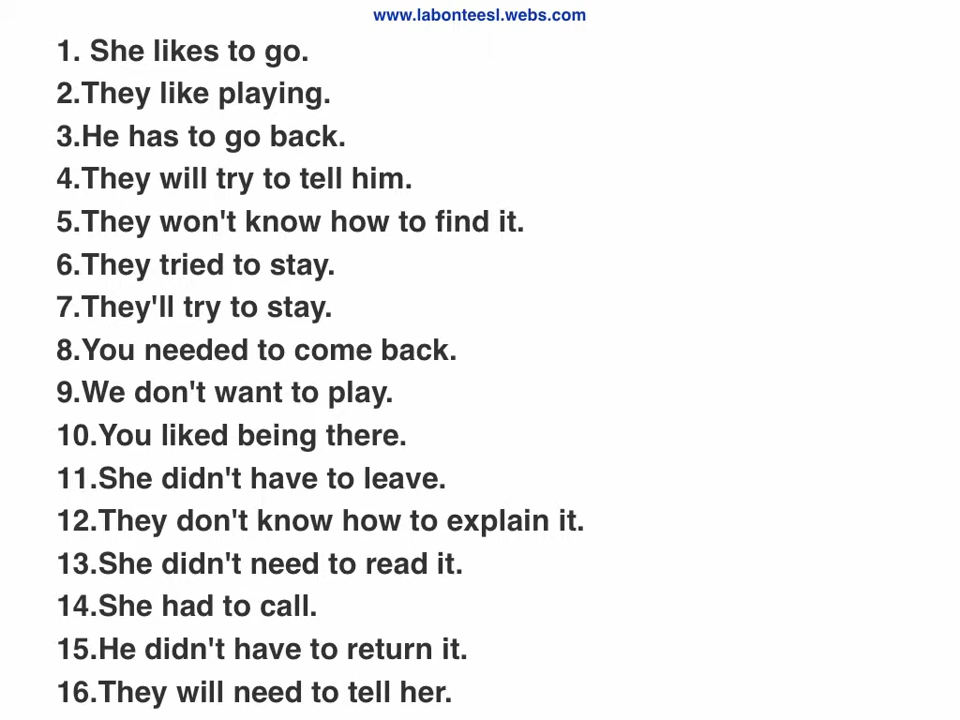 www.labonteesl.webs.com
1. She likes to go.
2.They like playing.
3.He has to go back.
4.They will try to tell him.
5.They won't know how to find it.
6.They tried to stay.
7.They'll try to stay.
8.You needed to come back.
9.We don't want to play.
10.You liked being there.
11.She didn't have to leave.
12.They don't know how to explain it.
13.She didn't need to read it.
14.She had to call.
15.He didn't have to return it.
16.They will need to tell her.